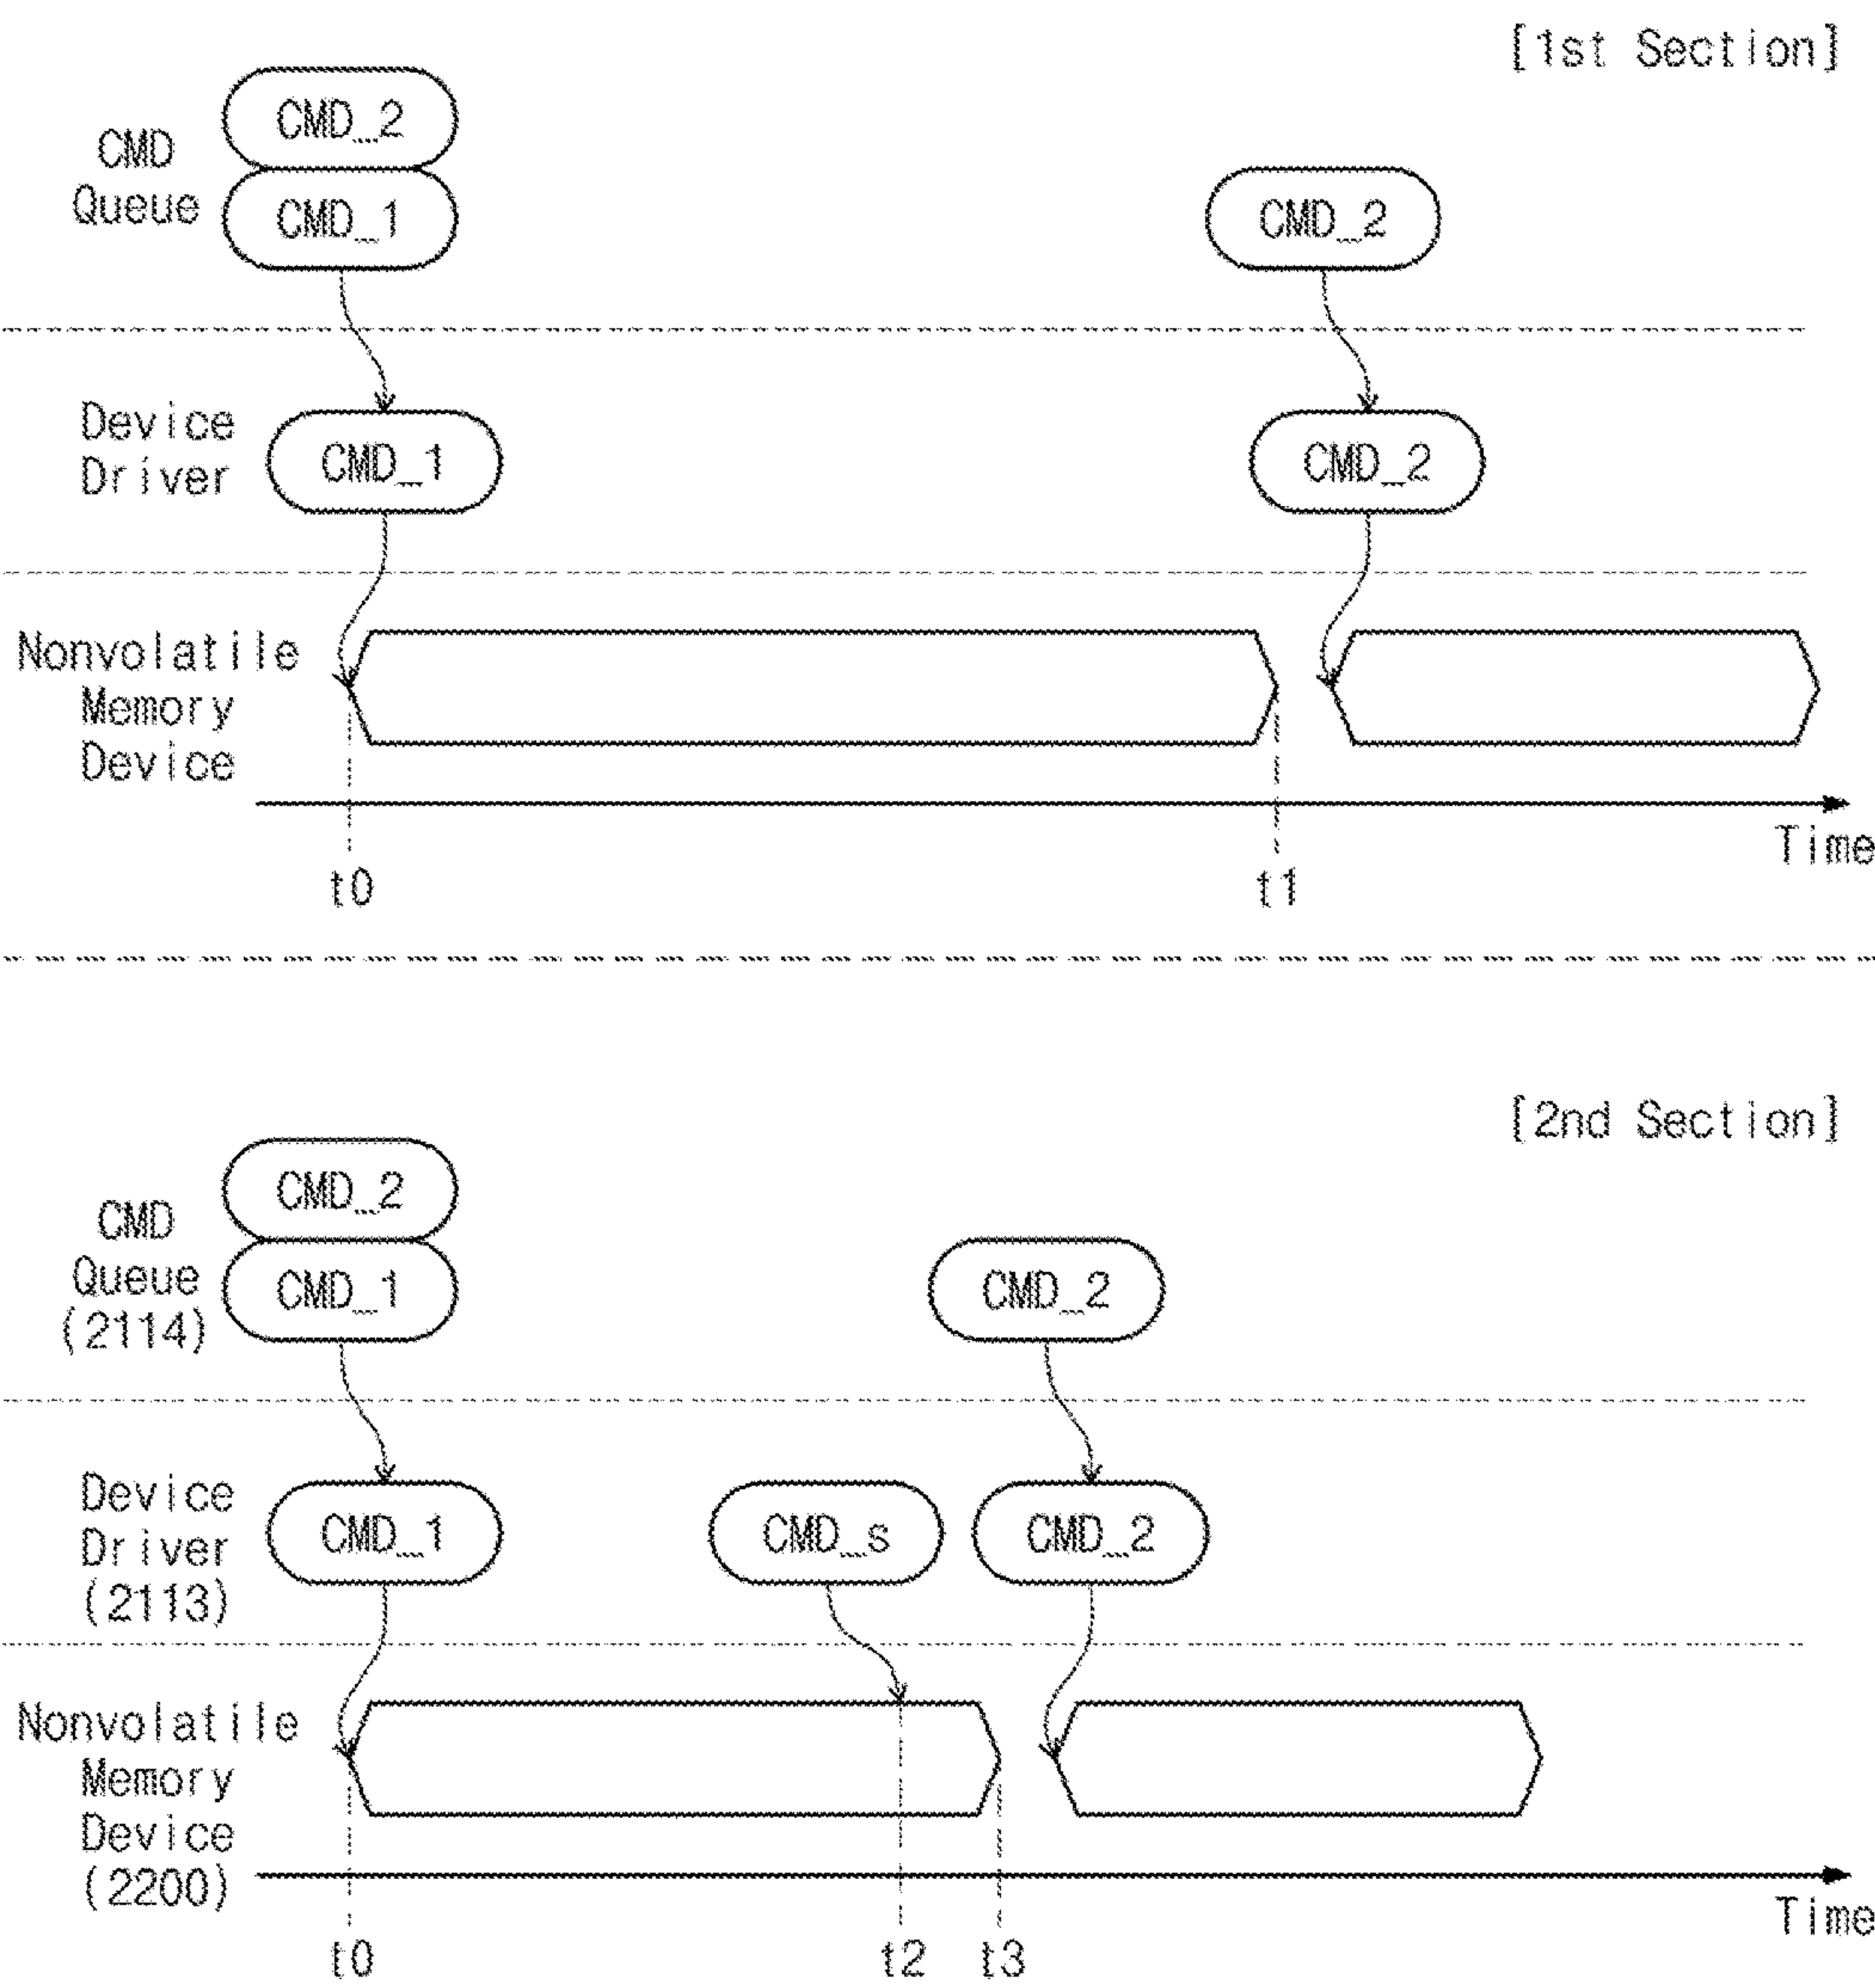 [1st Section]
CMD_2
CMD
Queue
CMD_1
CMD_2
Device
Driver
CMD_1
CMD_2
Nonvolatile
Memory
Device
Time
t0
t1
[2nd Section]
CMD_2
CMD
Queue
(2114)
CMD_1
CMD_2
Device
Driver
(2113)
CMD_1
CMD_s
CMD_2
Nonvolatile
Memory
Device
(2200)
Time
t0
t2
t3